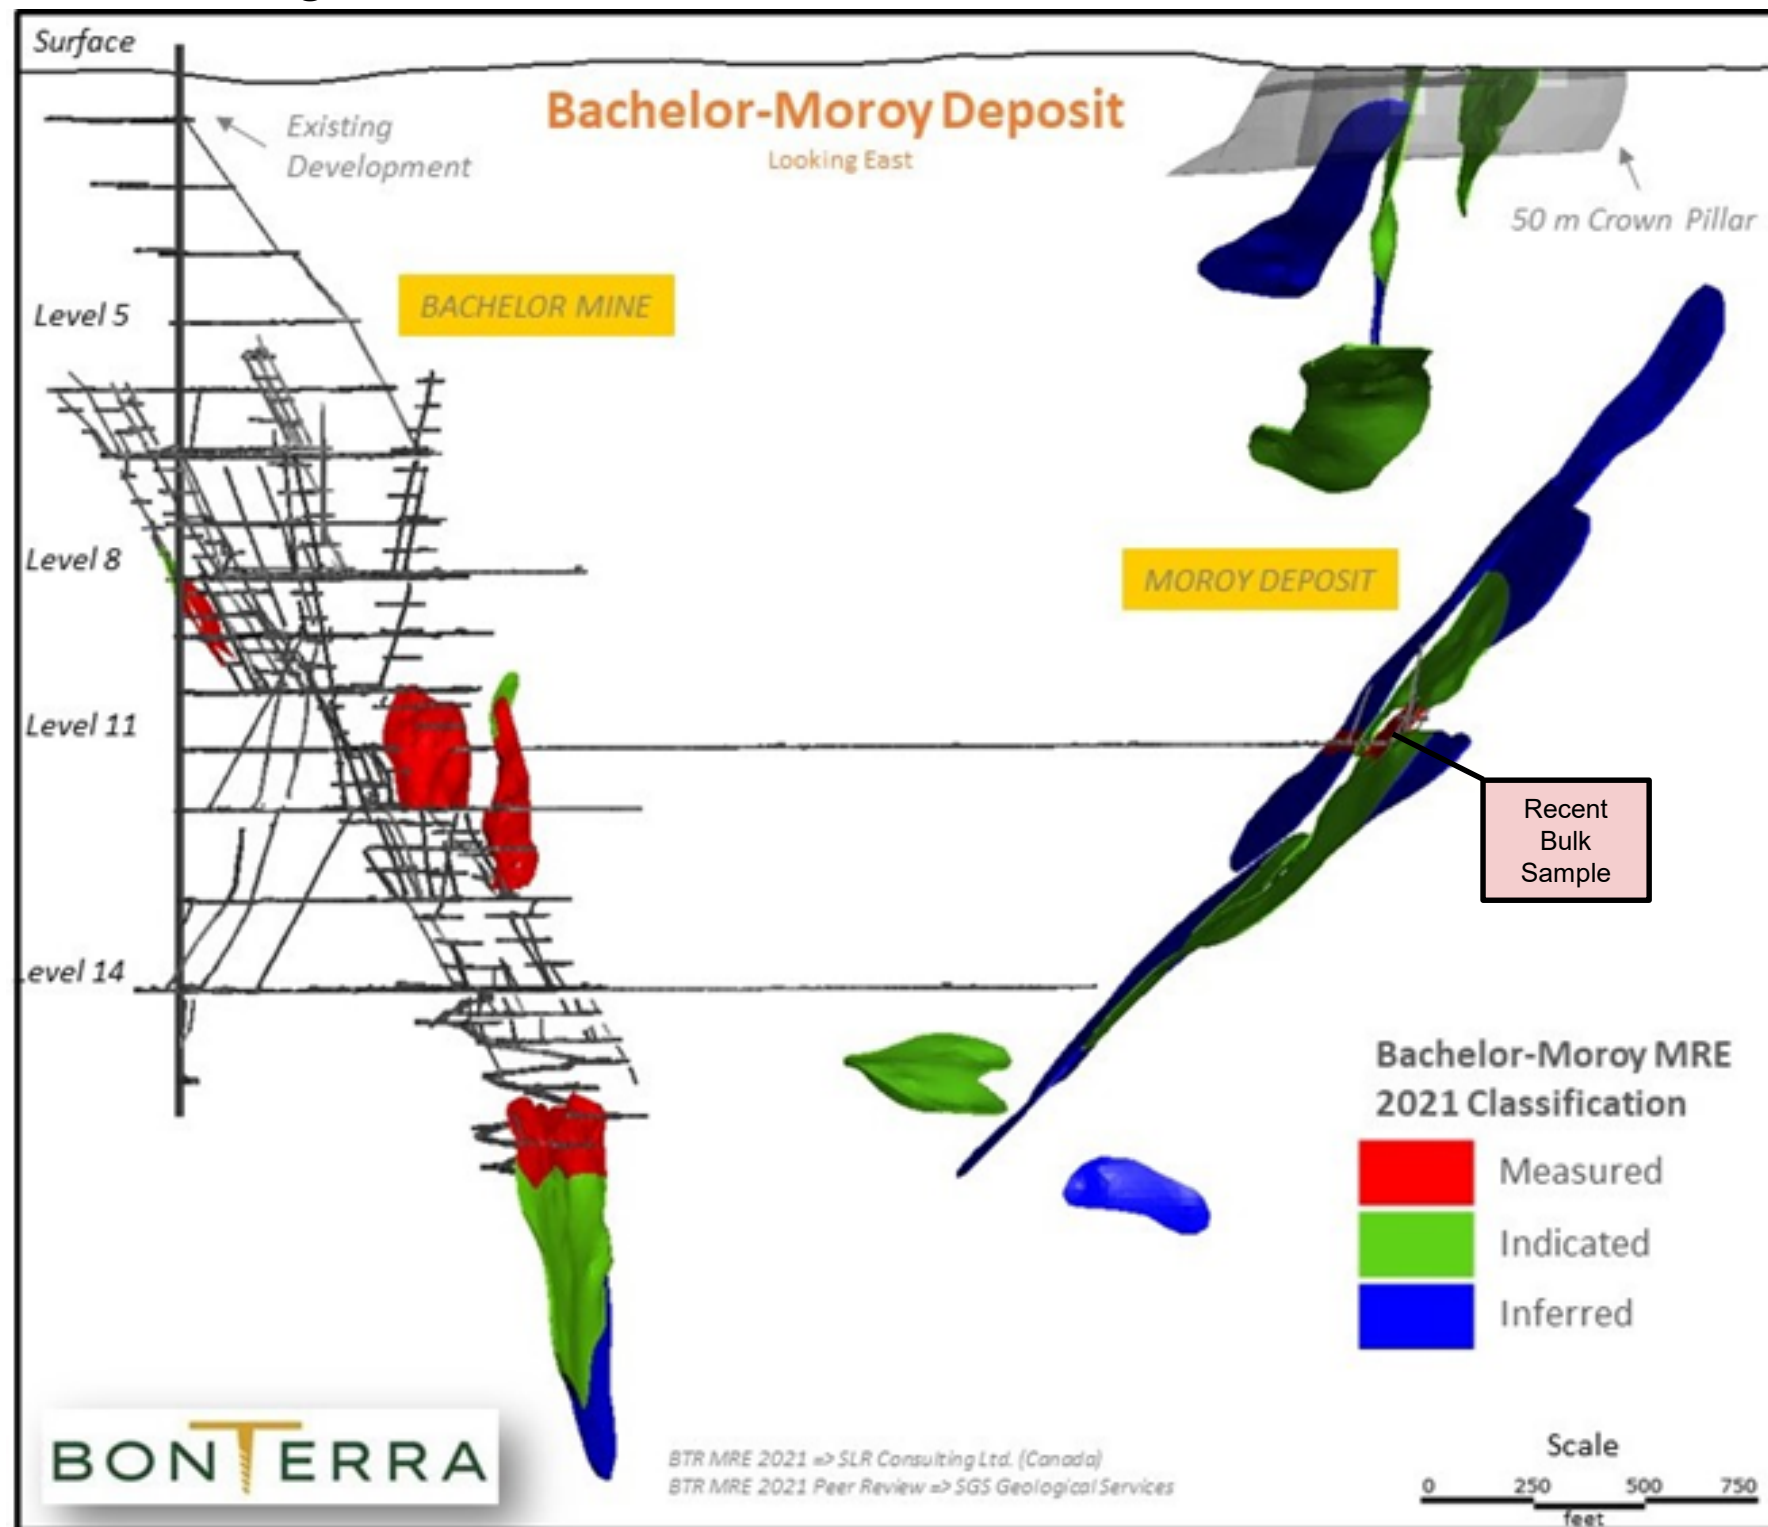 Surface
Bachelor-Moroy Deposit
Looking East
Existing
Development
50 m Crown Pillar
Level 5
BACHELOR MINE
Level 8
MOROY DEPOSIT
Level 11
Recent
Bulk
Sample
evel 14
Bachelor-Moroy MRE
2021 Classification
Measured
Indicated
Inferred
BONTERRA
BTR MRE 2021 => SLR Consulting Ltd. (Canada)
BTR MRE 2021 Peer Review => SGS Geological Services
Scale
0 250 500 750
feet